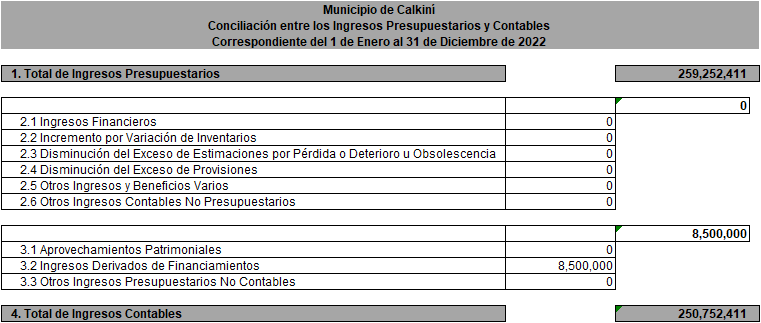 Municipio de Calkiní
Conciliación entre los Ingresos Presupuestarios y Contables
Correspondiente del 1 de Enero al 31 de Diciembre de 2022
1. Total de Ingresos Presupuestarios 259,252,411
0
2.1 Ingresos Financieros 0
2.2 Incremento por Variación de Inventarios 0
2.3 Disminución del Exceso de Estimaciones por Pérdida o Deterioro u Obsolescencia 0
2.4 Disminución del Exceso de Provisiones 0
2.5 Otros Ingresos y Beneficios Varios 0
2.6 Otros Ingresos Contables No Presupuestarios 0
8,500,000
3.1 Aprovechamientos Patrimoniales 0
3.2 Ingresos Derivados de Financiamientos 8,500,000
3.3 Otros Ingresos Presupuestarios No Contables 0
4. Total de Ingresos Contables 250,752,411